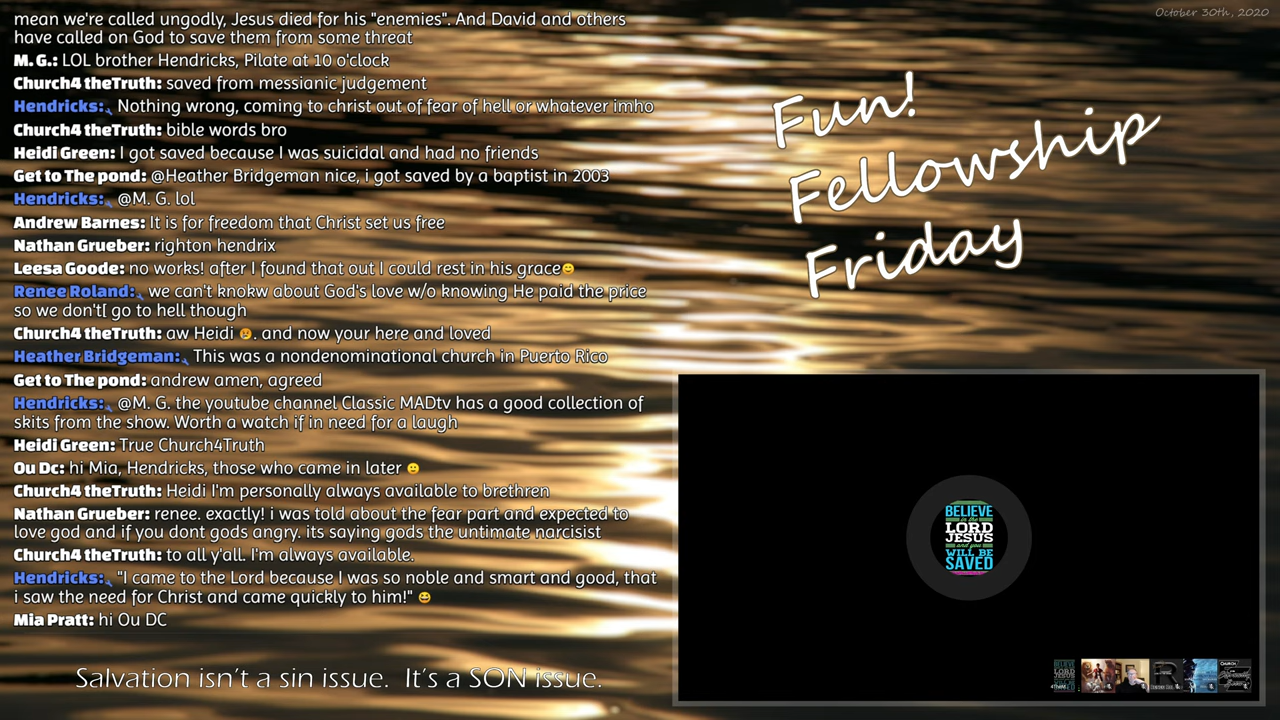 mean we're called ungodly, Jesus died for his "enemies". And David and others
have called on God to save them from some threat
M. G.: LOL brother Hendricks, Pilate at 10 o'clock
Church4 theTruth: saved from messianic judgement
Hendricks: Nothing wrong, coming to christ out of fear of hell or whatever imho
Church4 theTruth: bible words bro
Heidi Green: I got saved because I was suicidal and had no friends
Get to The pond: @Heather Bridgeman nice, i got saved by a baptist in 2003
Hendricks: @M. G. lol
Andrew Barnes: It is for freedom that Christ set us free
Nathan Grueber: righton hendrix
Leesa Goode: no works! after I found that out I could rest in his grace😊
Renee Roland: we can't knokw about God's love w/o knowing He paid the price
so we don't[ go to hell though
Church4 theTruth: aw Heidi 😢. and now your here and loved
Heather Bridgeman: This was a nondenominational church in Puerto Rico
Get to The pond: andrew amen, agreed
Hendricks: @M. G. the youtube channel Classic MADtv has a good collection of
skits from the show. Worth a watch if in need for a laugh
Heidi Green: True Church4Truth
Ou Dc: hi Mia, Hendricks, those who came in later 🙂
Church4 theTruth: Heidi I'm personally always available to brethren
Nathan Grueber: renee. exactly! i was told about the fear part and expected to
love god and if you dont gods angry. its saying gods the untimate narcisist
Church4 theTruth: to all y'all. I'm always available.
Hendricks: "I came to the Lord because I was so noble and smart and good, that
i saw the need for Christ and came quickly to him!" 😆
Mia Pratt: hi Ou DC
Salvation isn't a sin issue. It's a SON issue.
October 30th, 2020
Fun!
Fellowship
Friday
BELIEVE
in the
LORD
JESUS
and you
WILL BE
SAVED